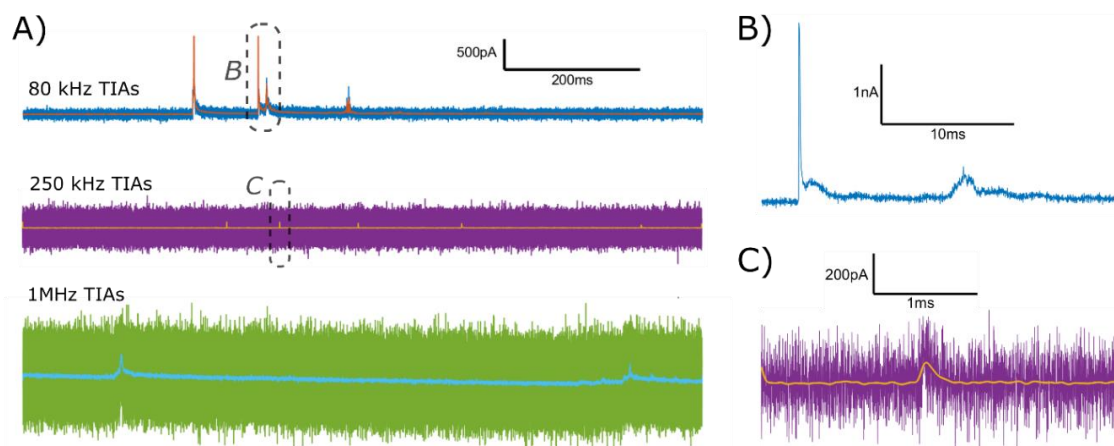 A)
80 kHz TIAs
B
500pA
200ms
250 kHz TIAs
C
1MHz TIAs
B)
1nA
10ms
C)
200pA
1ms